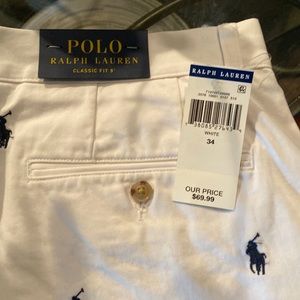 POLO
RALPH LAUREN
CLASSIC FIT 9"
RALPH LAUREN
WHITE
34
OUR PRICE
$69.99